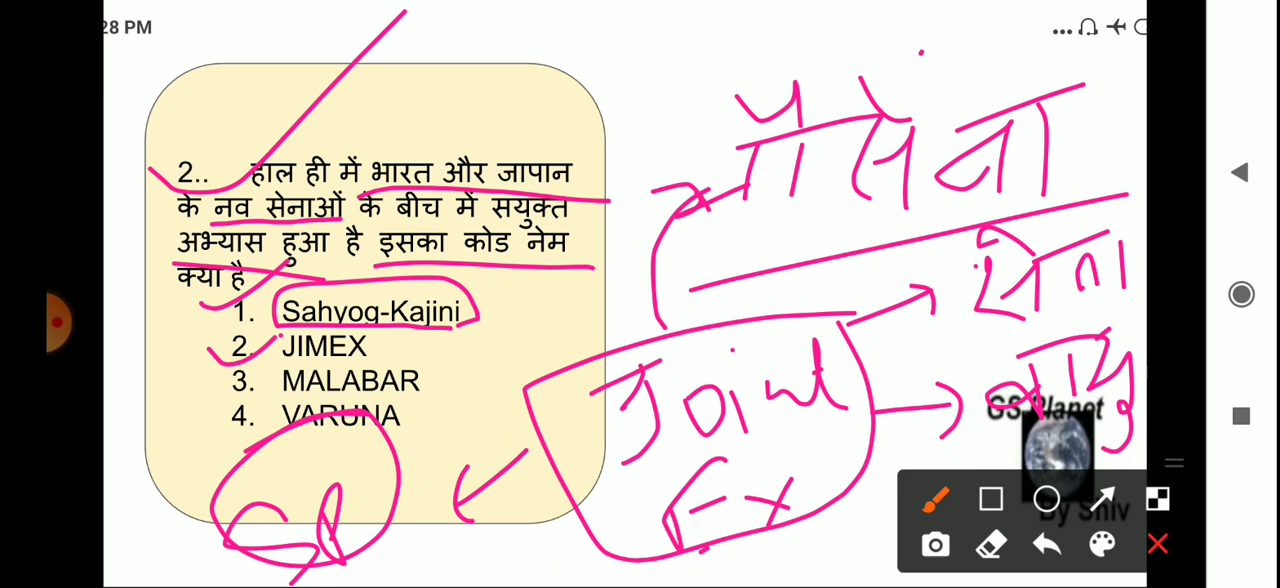 28 PM
2.. हाल ही में भारत और जापान
के नव सेनाओं के बीच में सयुक्त
अभ्यास हुआ है इसका कोड नेम
क्या है
1. Sahyog-Kajini
2. JIMEX
3. MALABAR
4. VARUNA
सेना
Joint
Ex
वायु
GS Planet
By Shiv